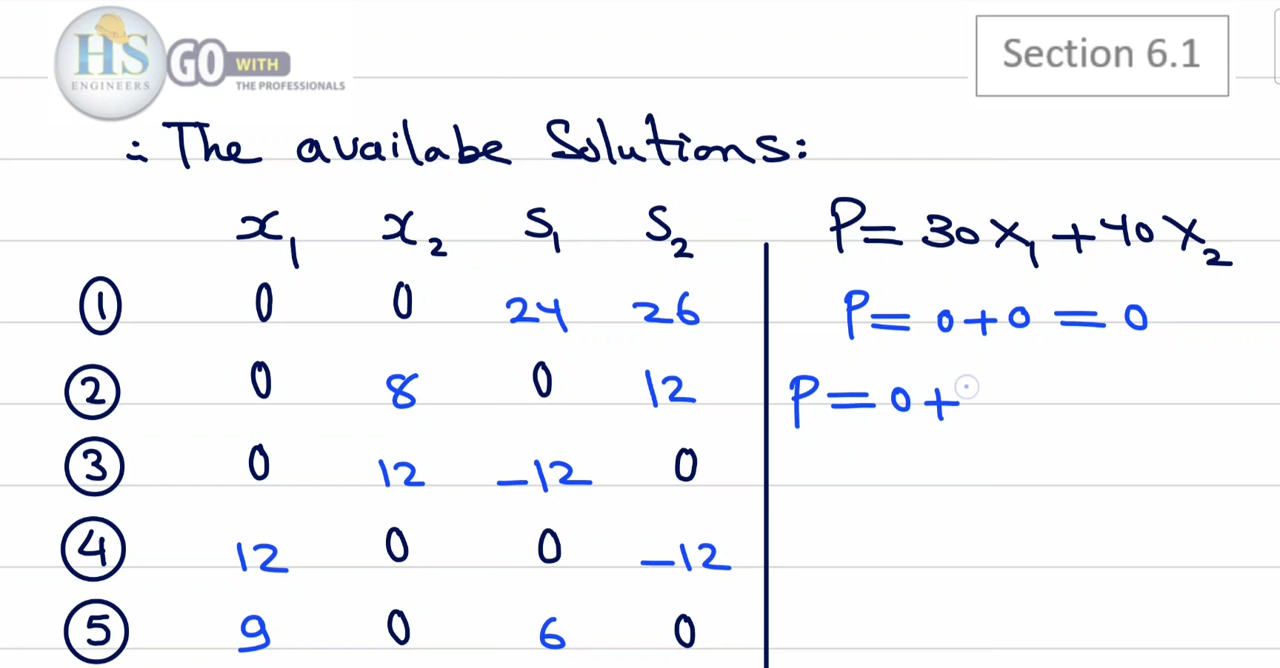 HS
ENGINEERS
GO WITH
THE PROFESSIONALS
Section 6.1
∴ The availabe Solutions:
x₁ x₂ S₁ S₂ P = 30x₁ + 40x₂
① 0 0 24 26 P = 0 + 0 = 0
② 0 8 0 12 P = 0 +
③ 0 12 -12 0
④ 12 0 0 -12
⑤ 9 0 6 0